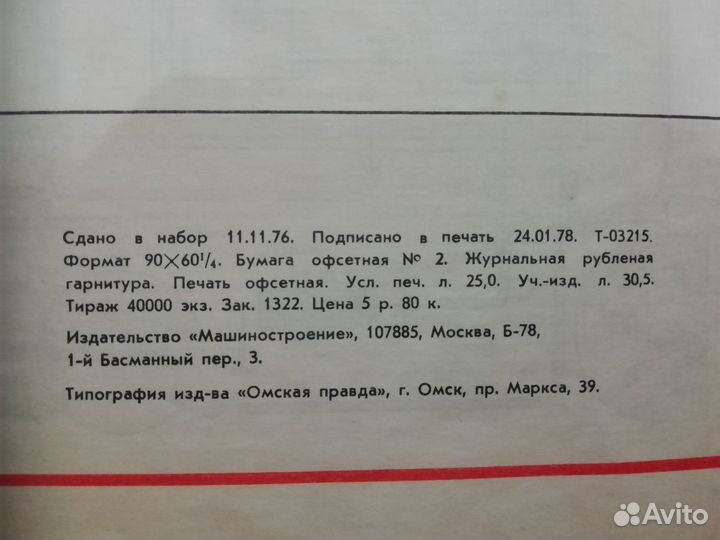 Сдано в набор 11.11.76. Подписано в печать 24.01.78. Т-03215.
Формат 90×60¹/₄. Бумага офсетная № 2. Журнальная рубленая
гарнитура. Печать офсетная. Усл. печ. л. 25,0. Уч.-изд. л. 30,5.
Тираж 40000 экз. Зак. 1322. Цена 5 р. 80 к.
Издательство «Машиностроение», 107885, Москва, Б-78,
1-й Басманный пер., 3.
Типография изд-ва «Омская правда», г. Омск, пр. Маркса, 39.
Avito